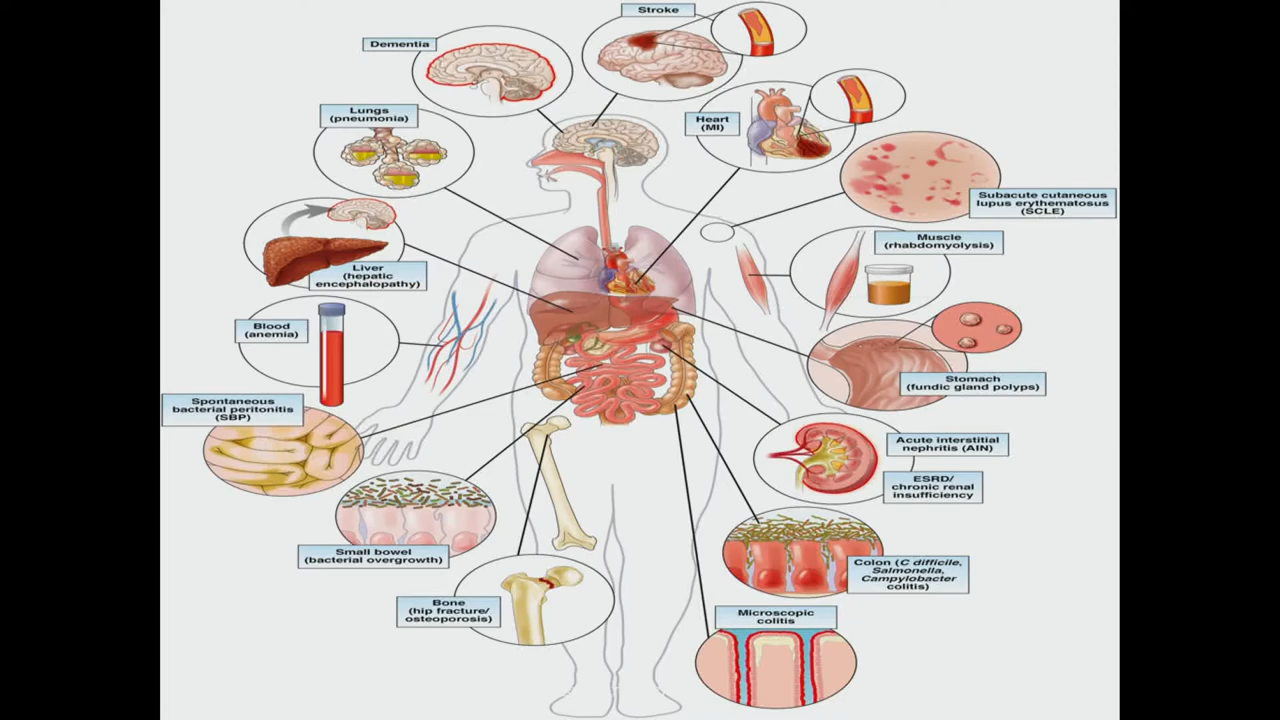 Stroke
Dementia
Lungs
(pneumonia)
Heart
(MI)
Subacute cutaneous
lupus erythematosus
(SCLE)
Muscle
(rhabdomyolysis)
Liver
(hepatic
encephalopathy)
Blood
(anemia)
Stomach
(fundic gland polyps)
Spontaneous
bacterial peritonitis
(SBP)
Acute interstitial
nephritis (AIN)
ESRD/
chronic renal
insufficiency
Small bowel
(bacterial overgrowth)
Colon (C difficile,
Salmonella,
Campylobacter
colitis)
Bone
(hip fracture/
osteoporosis)
Microscopic
colitis